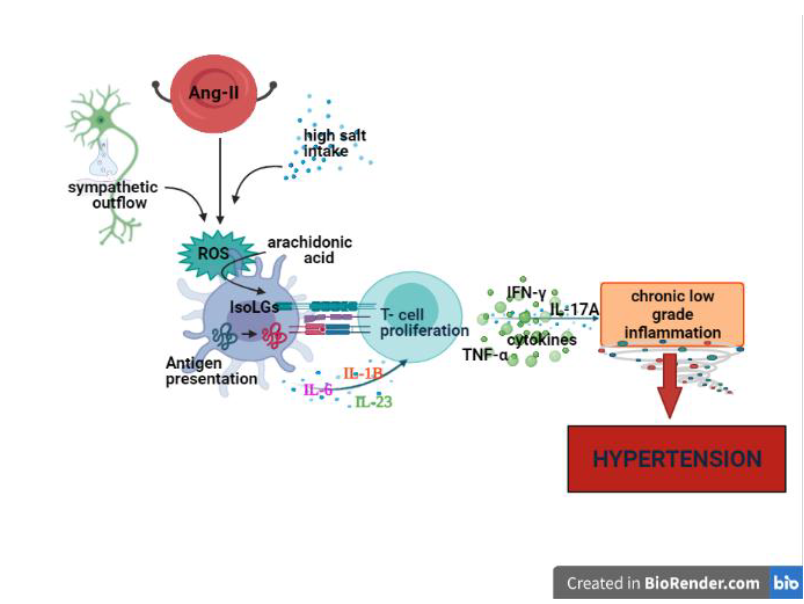 Ang-II
high salt
intake
sympathetic
outflow
ROS
arachidonic
acid
IsoLGs
T- cell
proliferation
Antigen
presentation
IL-1B
IL-6
IL-23
IFN-γ
IL-17A
cytokines
TNF-α
chronic low
grade
inflammation
HYPERTENSION
Created in BioRender.com bio